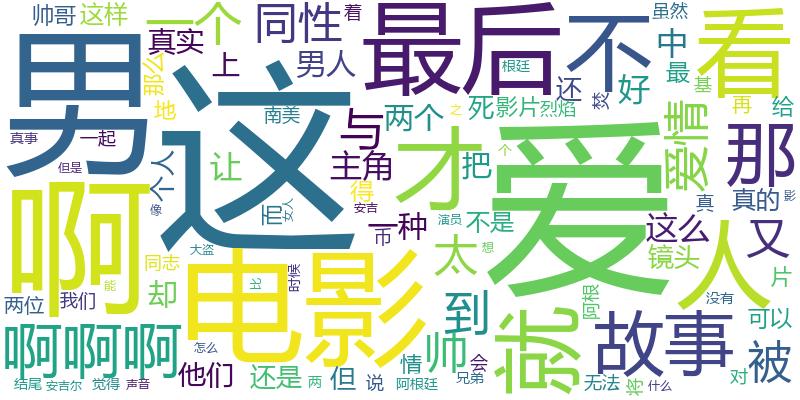 帅哥
这样
一个
同性
着
最后
不
虽然
看
真实
那么
上
男人
根廷
中
最
基
男
这
地
南美
两个
死
影片
烈焰
还
焚
好
再
给
真事
一起
与
之
爱情
那
但是
个人
让
主角
才
把
个
爱
真
真的
影
啊
像
而
女人
得
安吉
币
一种
演员
不是
这么
又
大盗
太
想
镜头
人
同志
却
电影
比
时候
到
就
阿根
没有
片
能
两位
我们
故事
可以
啊啊啊
怎么
他们
还是
两
但
说
情
阿根廷
帅
会
兄弟
无法
将
什么
对
被
结尾
安吉尔
觉得
声音